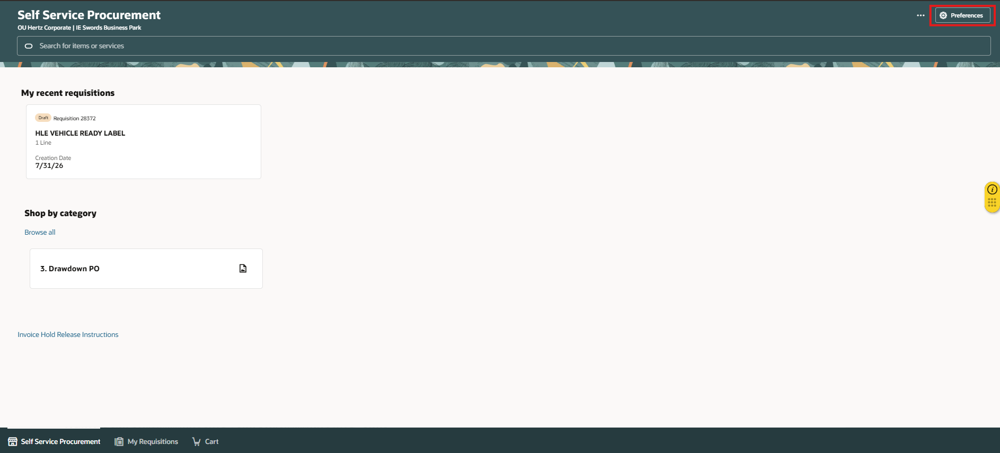 Self Service Procurement
OU Hertz Corporate | IE Swords Business Park
Preferences
Search for items or services
My recent requisitions
Draft Requisition 28372
HLE VEHICLE READY LABEL
1 Line
Creation Date
7/31/26
Shop by category
Browse all
3. Drawdown PO
Invoice Hold Release Instructions
Self Service Procurement My Requisitions Cart